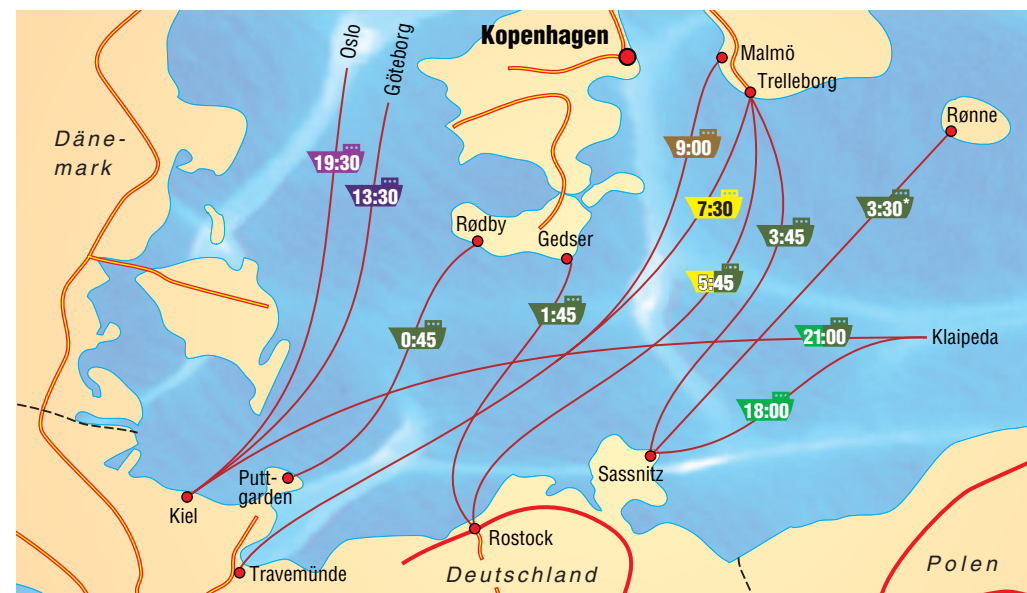 Oslo
Göteborg
Kopenhagen
Malmö
Trelleborg
Rønne
Däne-
mark
9:00
19:30
13:30
7:30
3:30*
Rødby
Gedser
3:45
5:45
1:45
0:45
21:00
Klaipeda
18:00
Sassnitz
Putt-
garden
Kiel
Rostock
Travemünde
Deutschland
Polen